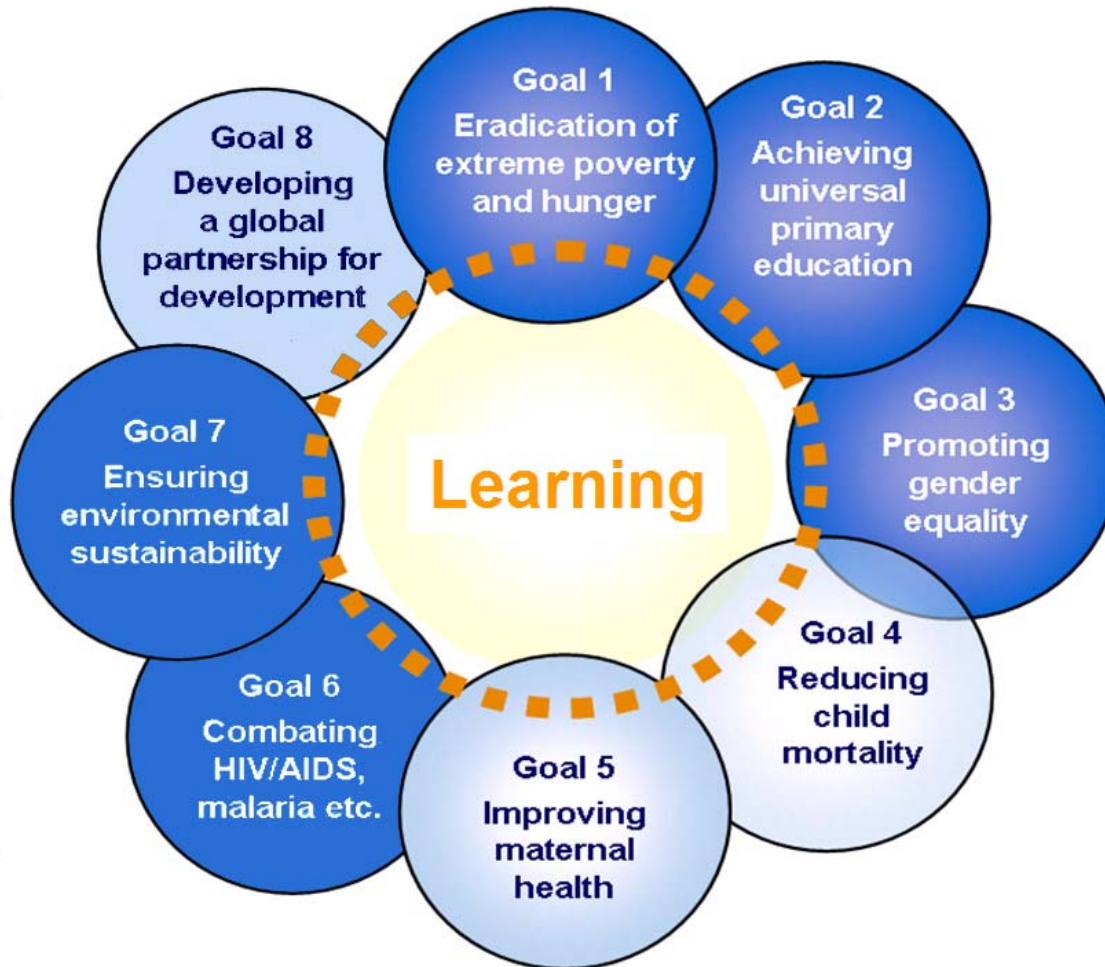 Goal 1
Eradication of
extreme poverty
and hunger
Goal 2
Achieving
universal
primary
education
Goal 3
Promoting
gender
equality
Goal 4
Reducing
child
mortality
Goal 5
Improving
maternal
health
Goal 6
Combating
HIV/AIDS,
malaria etc.
Goal 7
Ensuring
environmental
sustainability
Goal 8
Developing
a global
partnership for
development
Learning